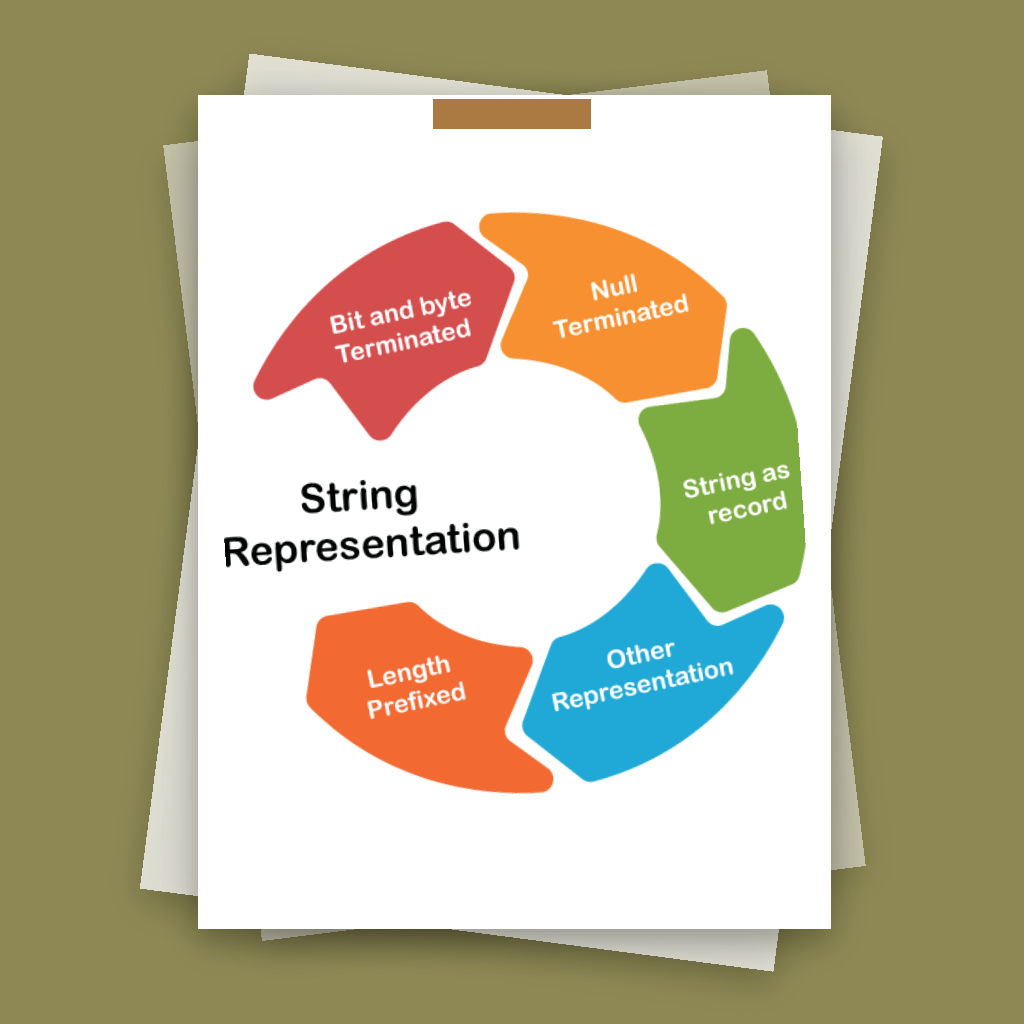 Bit and byte
Terminated
Null
Terminated
String as
record
Other
Representation
Length
Prefixed
String
Representation